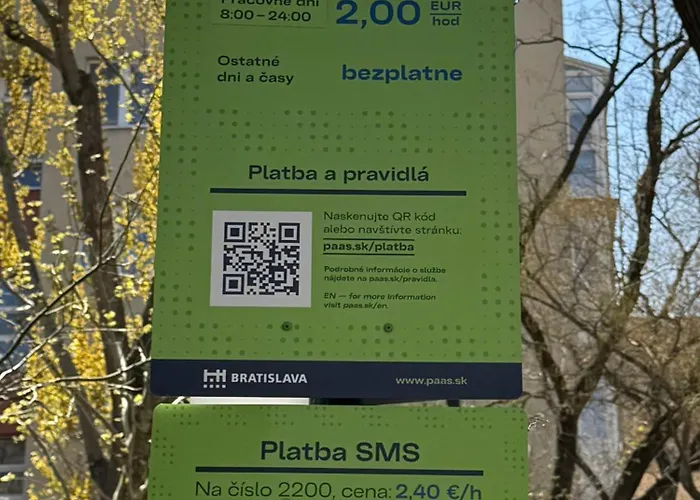 Pracovné dni
8:00 – 24:00
2,00 EUR
hod
Ostatné
dni a časy
bezplatne
Platba a pravidlá
Naskenujte QR kód
alebo navštívte stránku:
paas.sk/platba
Podrobné informácie o službe
nájdete na paas.sk/pravidla.
EN — for more information
visit paas.sk/en.
BRATISLAVA
www.paas.sk
Platba SMS
Na číslo 2200, cena: 2,40 €/h